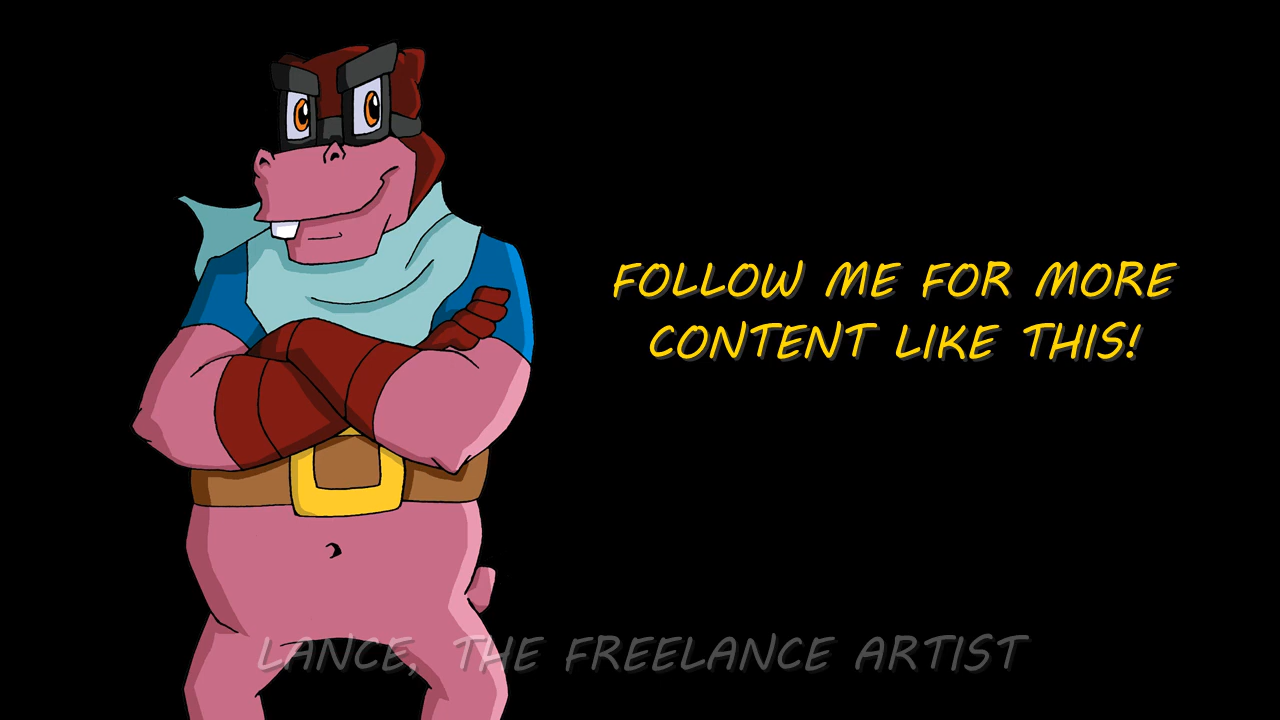 FOLLOW ME FOR MORE
CONTENT LIKE THIS!
LANCE, THE FREELANCE ARTIST